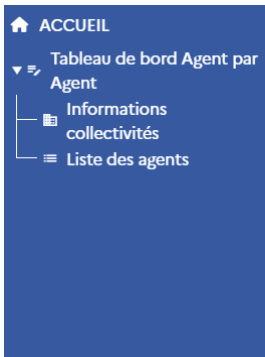 ACCUEIL
Tableau de bord Agent par
Agent
Informations
collectivités
Liste des agents